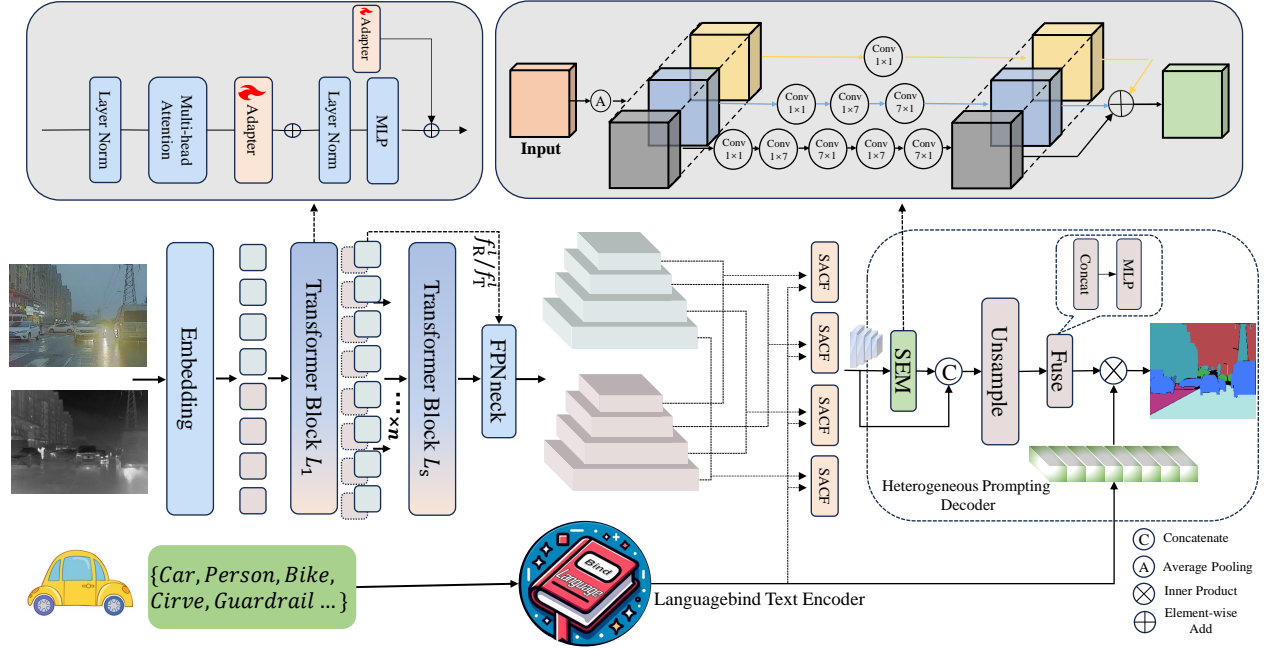 Layer Norm
Multi-head
Attention
Adapter
Layer Norm
Adapter
MLP
Input
A
Conv
1×1
Conv
1×1
Conv
1×7
Conv
7×1
Conv
1×1
Conv
1×7
Conv
7×1
Conv
1×7
Conv
7×1
Embedding
Transformer Block L₁
f_R^i/f_T^i
···×n
Transformer Block Lₛ
FPNneck
SACF
SACF
SACF
SACF
SEM
C
Unsample
Fuse
Concat
MLP
Heterogeneous Prompting
Decoder
{Car, Person, Bike,
Cirve, Guardrail ...}
Bind
Language
Languagebind Text Encoder
C Concatenate
A Average Pooling
Inner Product
Element-wise
Add